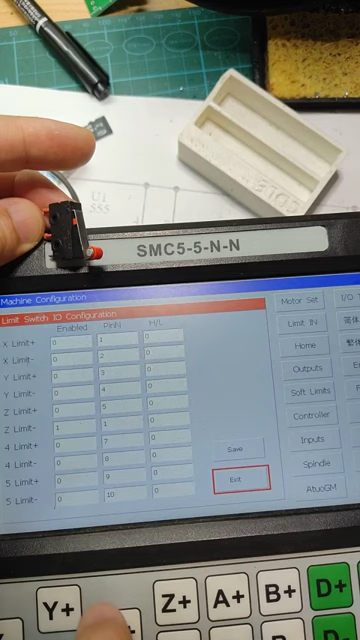 U1
555
SMC5-5-N-N
Machine Configuration
Limit Switch IO Configuration
Enabled PinN H/L
X Limit+ 0 1 0
X Limit- 0 2 0
Y Limit+ 0 3 0
Y Limit- 0 4 0
Z Limit+ 0 5 0
Z Limit- 1 1 0
4 Limit+ 0 7 0
4 Limit- 0 8 0
5 Limit+ 0 9 0
5 Limit- 0 10 0
Save
Exit
Motor Set
Limit IN
Home
Outputs
Soft Limits
Controller
Inputs
Spindle
AtuoGM
I/O
Y+
Z+
A+
B+
D+